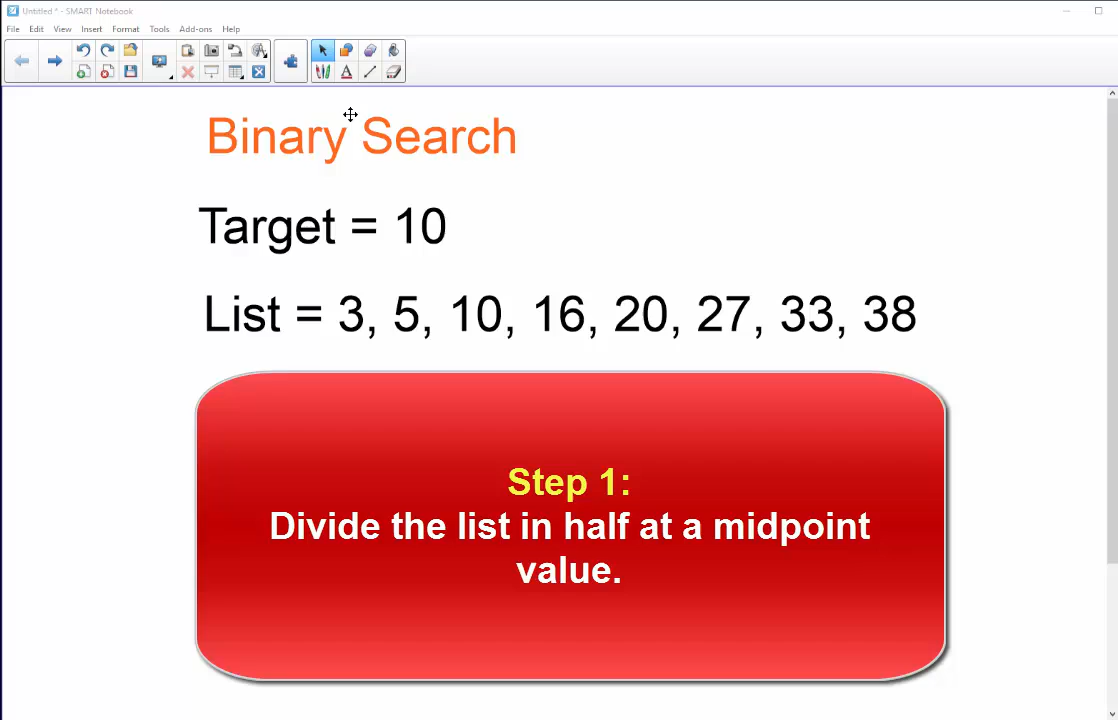 Untitled * - SMART Notebook
File Edit View Insert Format Tools Add-ons Help
Binary Search
Target = 10
List = 3, 5, 10, 16, 20, 27, 33, 38
Step 1:
Divide the list in half at a midpoint
value.